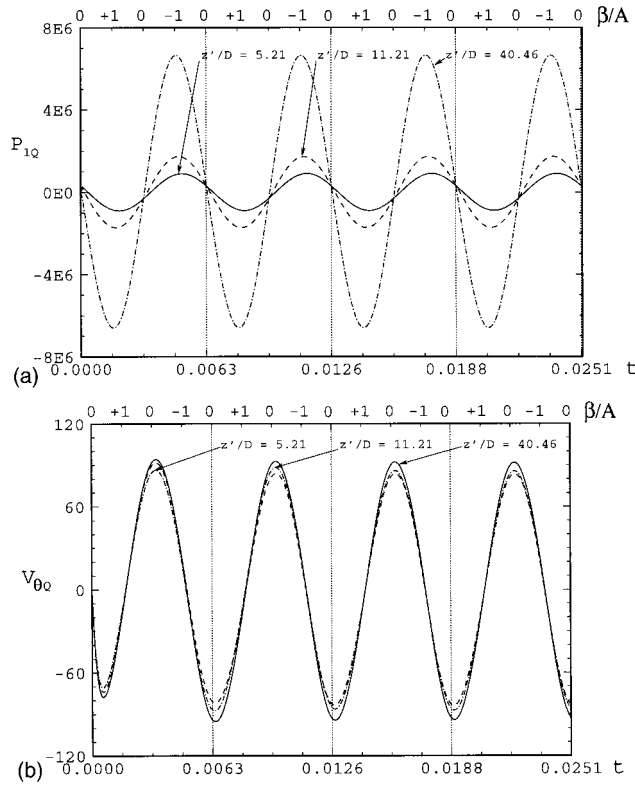 0 +1 0 -1 0 +1 0 -1 0 +1 0 -1 0 +1 0 -1 0 β/A
8E6
z'/D = 5.21 z'/D = 11.21 z'/D = 40.46
4E6
P1Q
0E0
-4E6
-8E6
(a)
0.0000 0.0063 0.0126 0.0188 0.0251 t
0 +1 0 -1 0 +1 0 -1 0 +1 0 -1 0 +1 0 -1 0 β/A
120
z'/D = 5.21 z'/D = 11.21 z'/D = 40.46
60
VθQ
0
-60
-120
(b)
0.0000 0.0063 0.0126 0.0188 0.0251 t